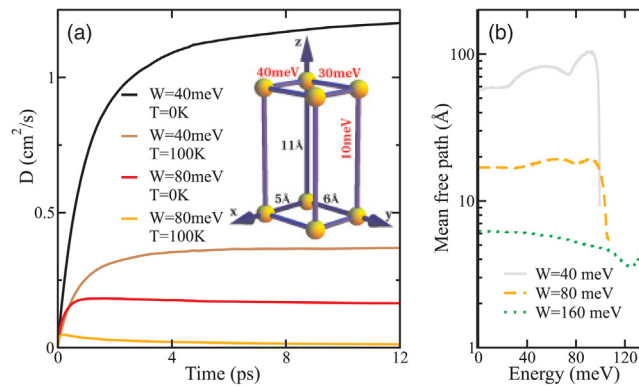 (a)
D (cm²/s)
1
0.5
0
W=40meV
T=0K
W=40meV
T=100K
W=80meV
T=0K
W=80meV
T=100K
z
40meV 30meV
11Å
10meV
5Å 6Å
x y
0 4 8 12
Time (ps)
(b)
Mean free path (Å)
100
10
1
W=40 meV
W=80 meV
W=160 meV
0 40 80 120
Energy (meV)